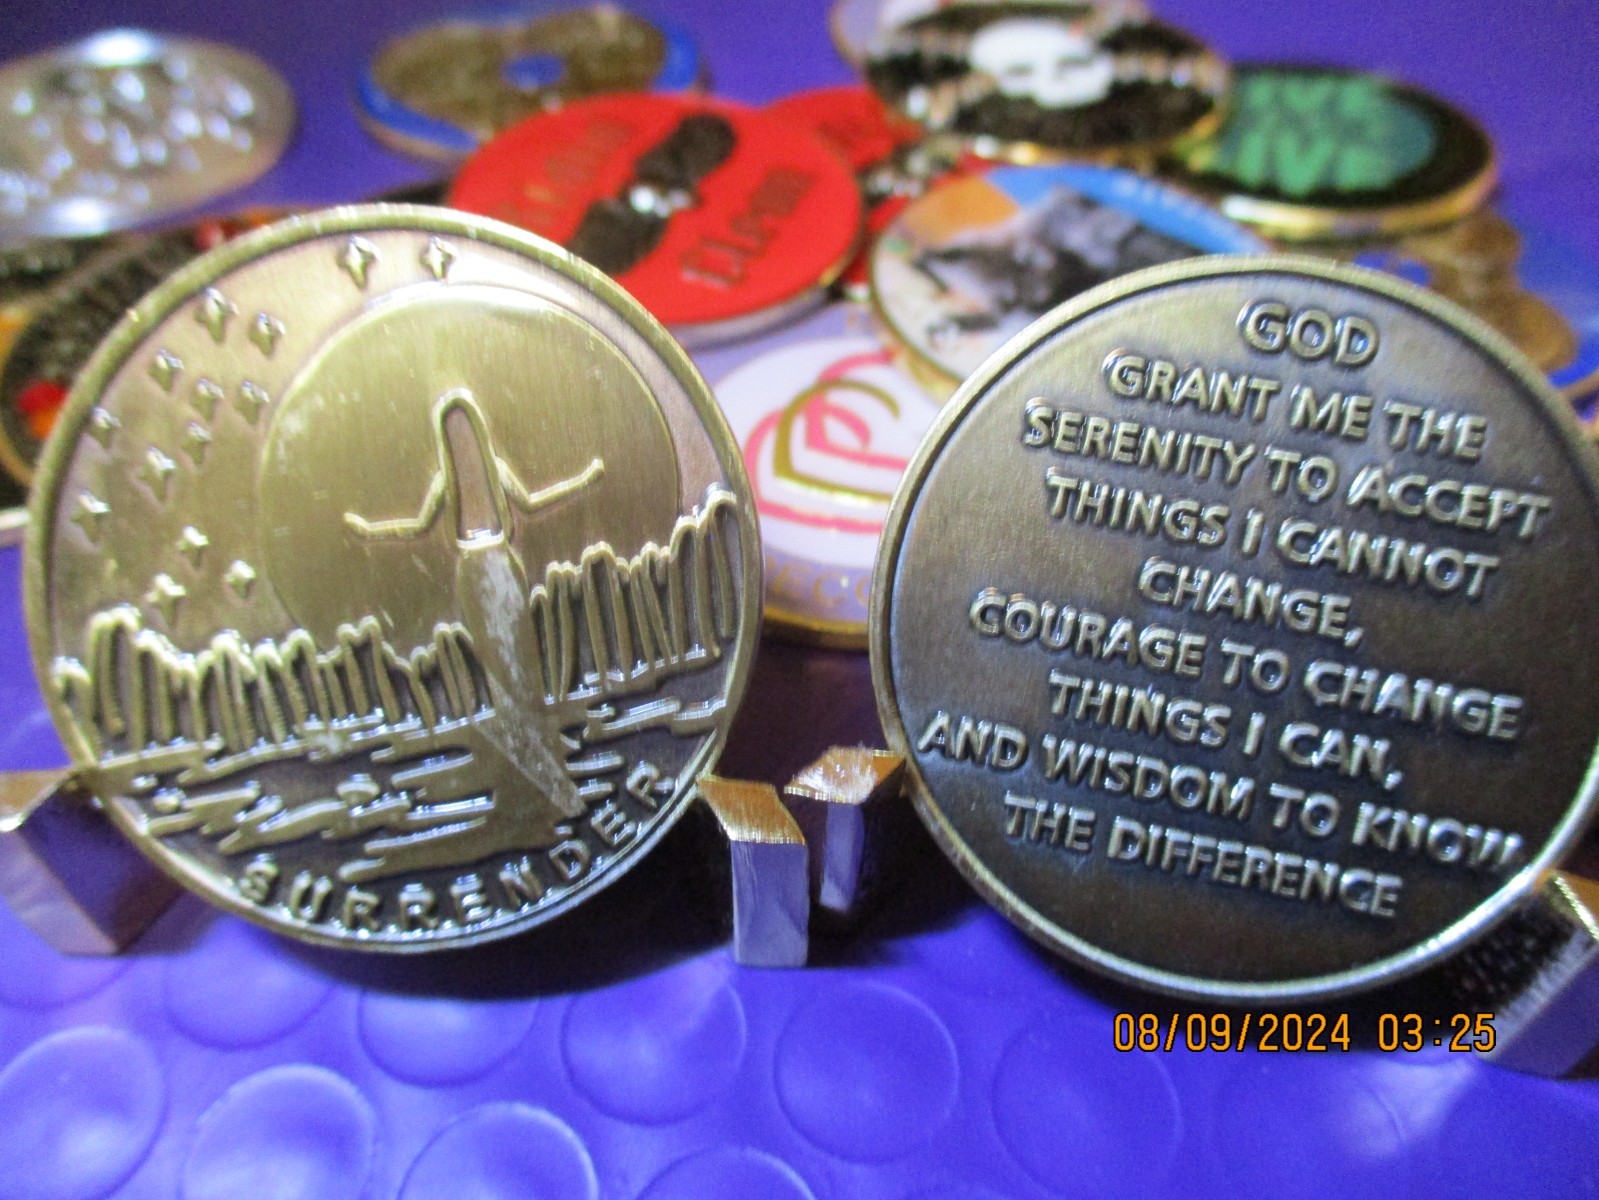 SURRENDER
GOD
GRANT ME THE
SERENITY TO ACCEPT
THINGS I CANNOT
CHANGE,
COURAGE TO CHANGE
THINGS I CAN,
AND WISDOM TO KNOW
THE DIFFERENCE
08/09/2024 03:25